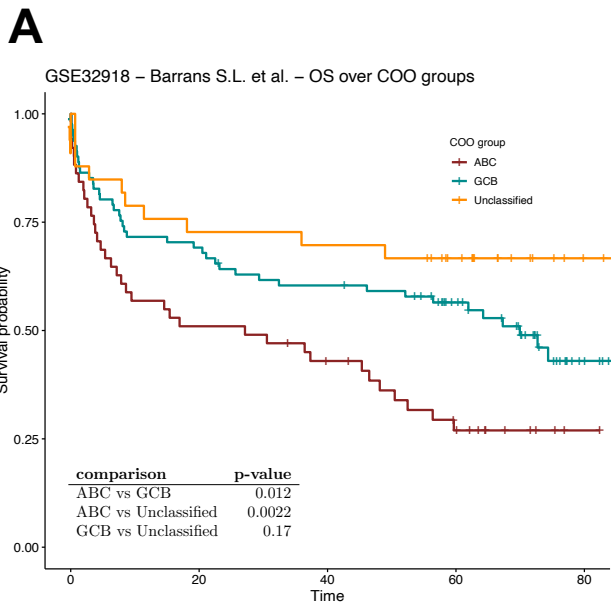 A
GSE32918 – Barrans S.L. et al. – OS over COO groups
1.00
0.75
0.50
0.25
0.00
Survival probability
COO group
ABC
GCB
Unclassified
comparison p-value
ABC vs GCB 0.012
ABC vs Unclassified 0.0022
GCB vs Unclassified 0.17
0 20 40 60 80
Time